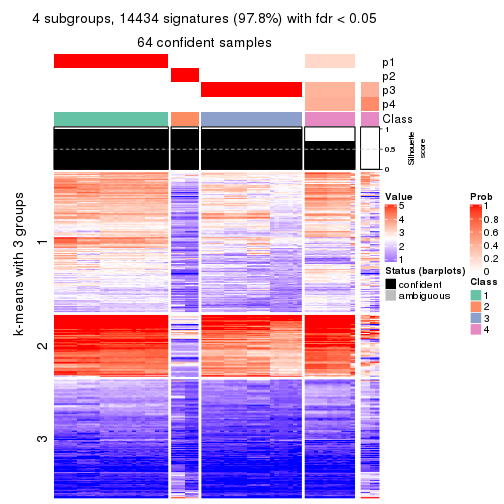 4 subgroups, 14434 signatures (97.8%) with fdr < 0.05
64 confident samples
p1
p2
p3
p4
Class
1
0.5
0
Silhouette
score
k-means with 3 groups
1
2
3
Value
5
4
3
2
1
Status (barplots)
confident
ambiguous
Prob
1
0.8
0.6
0.4
0.2
0
Class
1
2
3
4